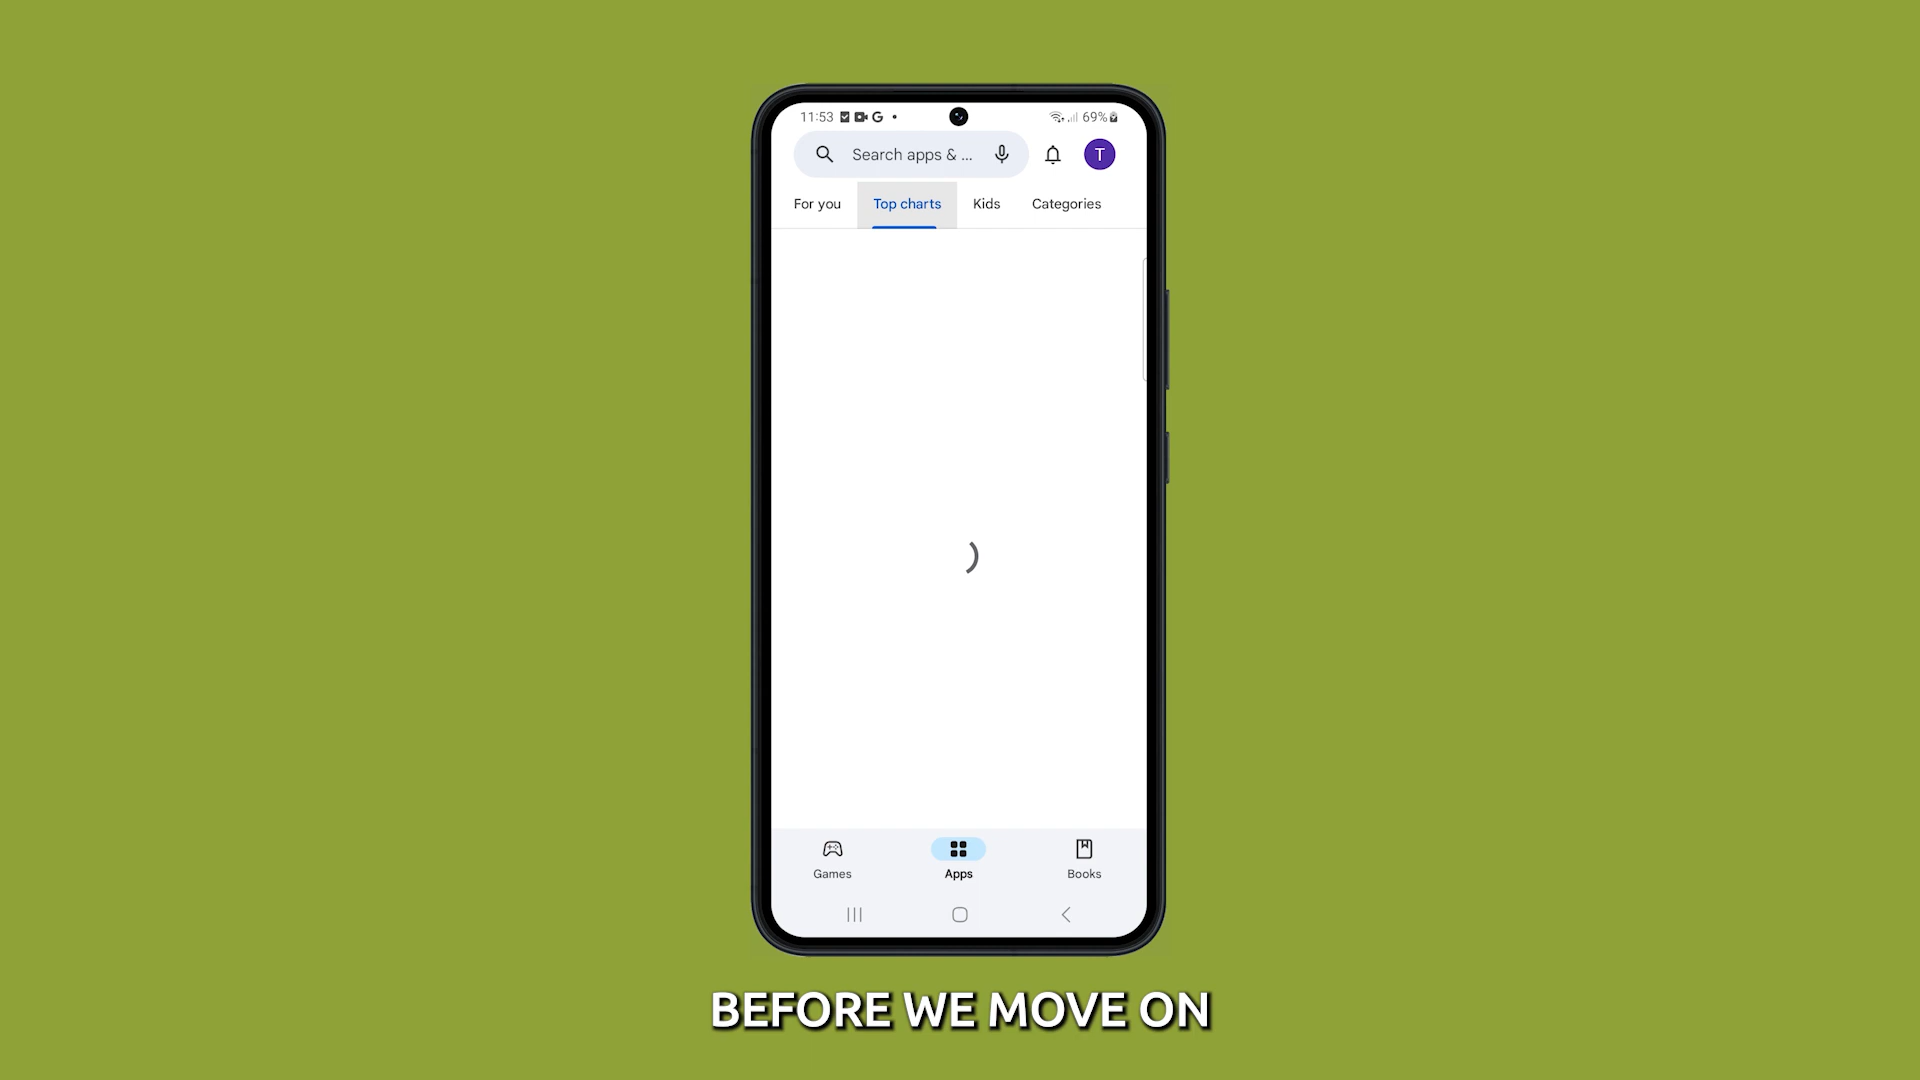 11:53 G 69%
Search apps & ...
T
For you Top charts Kids Categories
Games Apps Books
BEFORE WE MOVE ON